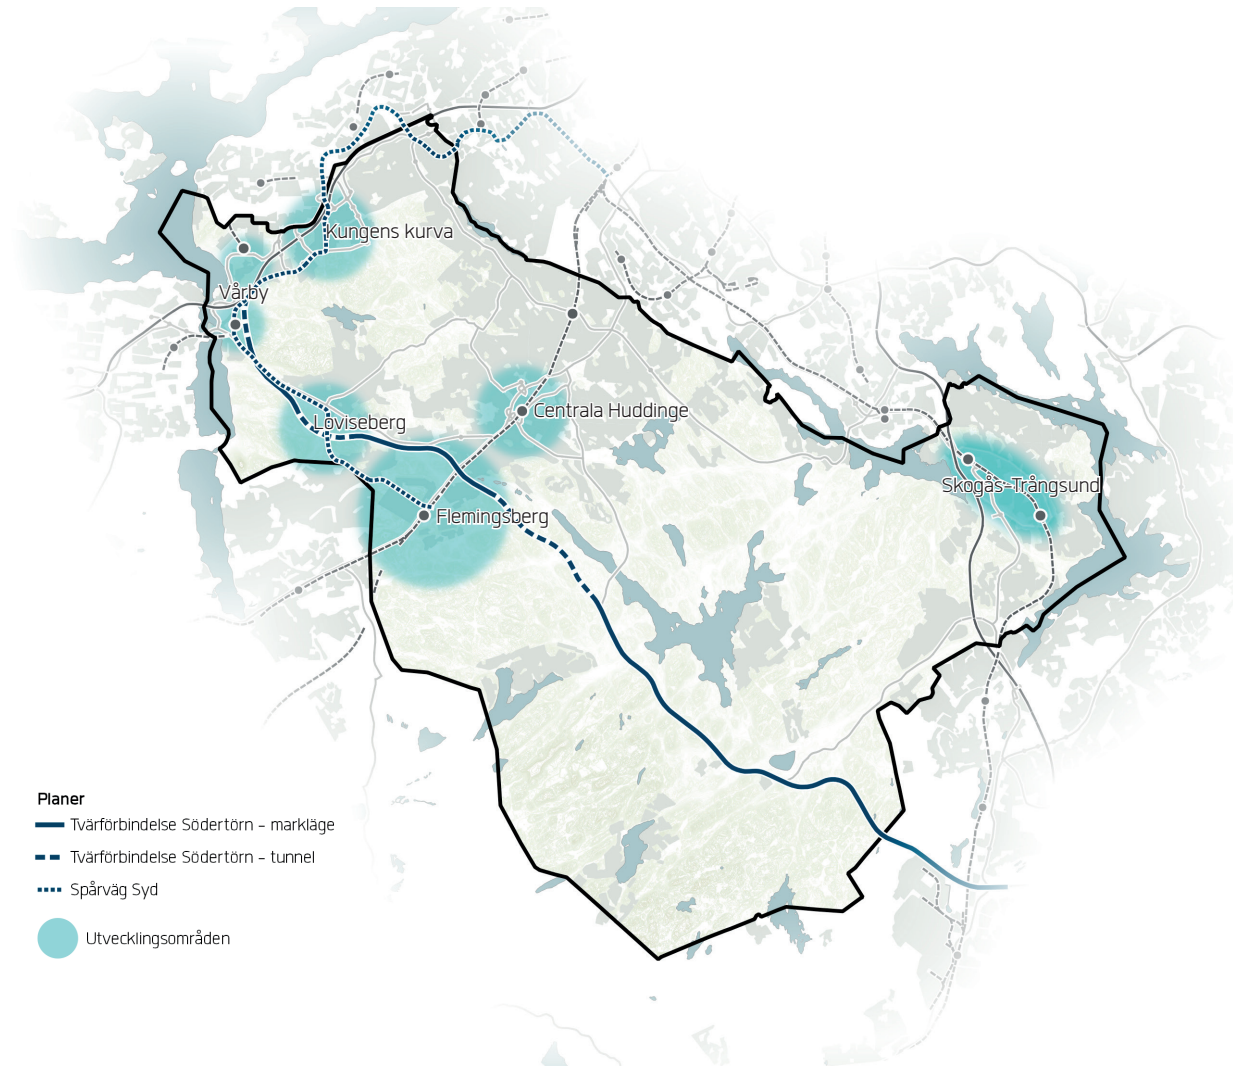 Kungens kurva
Vårby
Loviseberg
Centrala Huddinge
Skogås-Trångsund
Flemingsberg
Planer
Tvärförbindelse Södertörn - markläge
Tvärförbindelse Södertörn - tunnel
Spårväg Syd
Utvecklingsområden